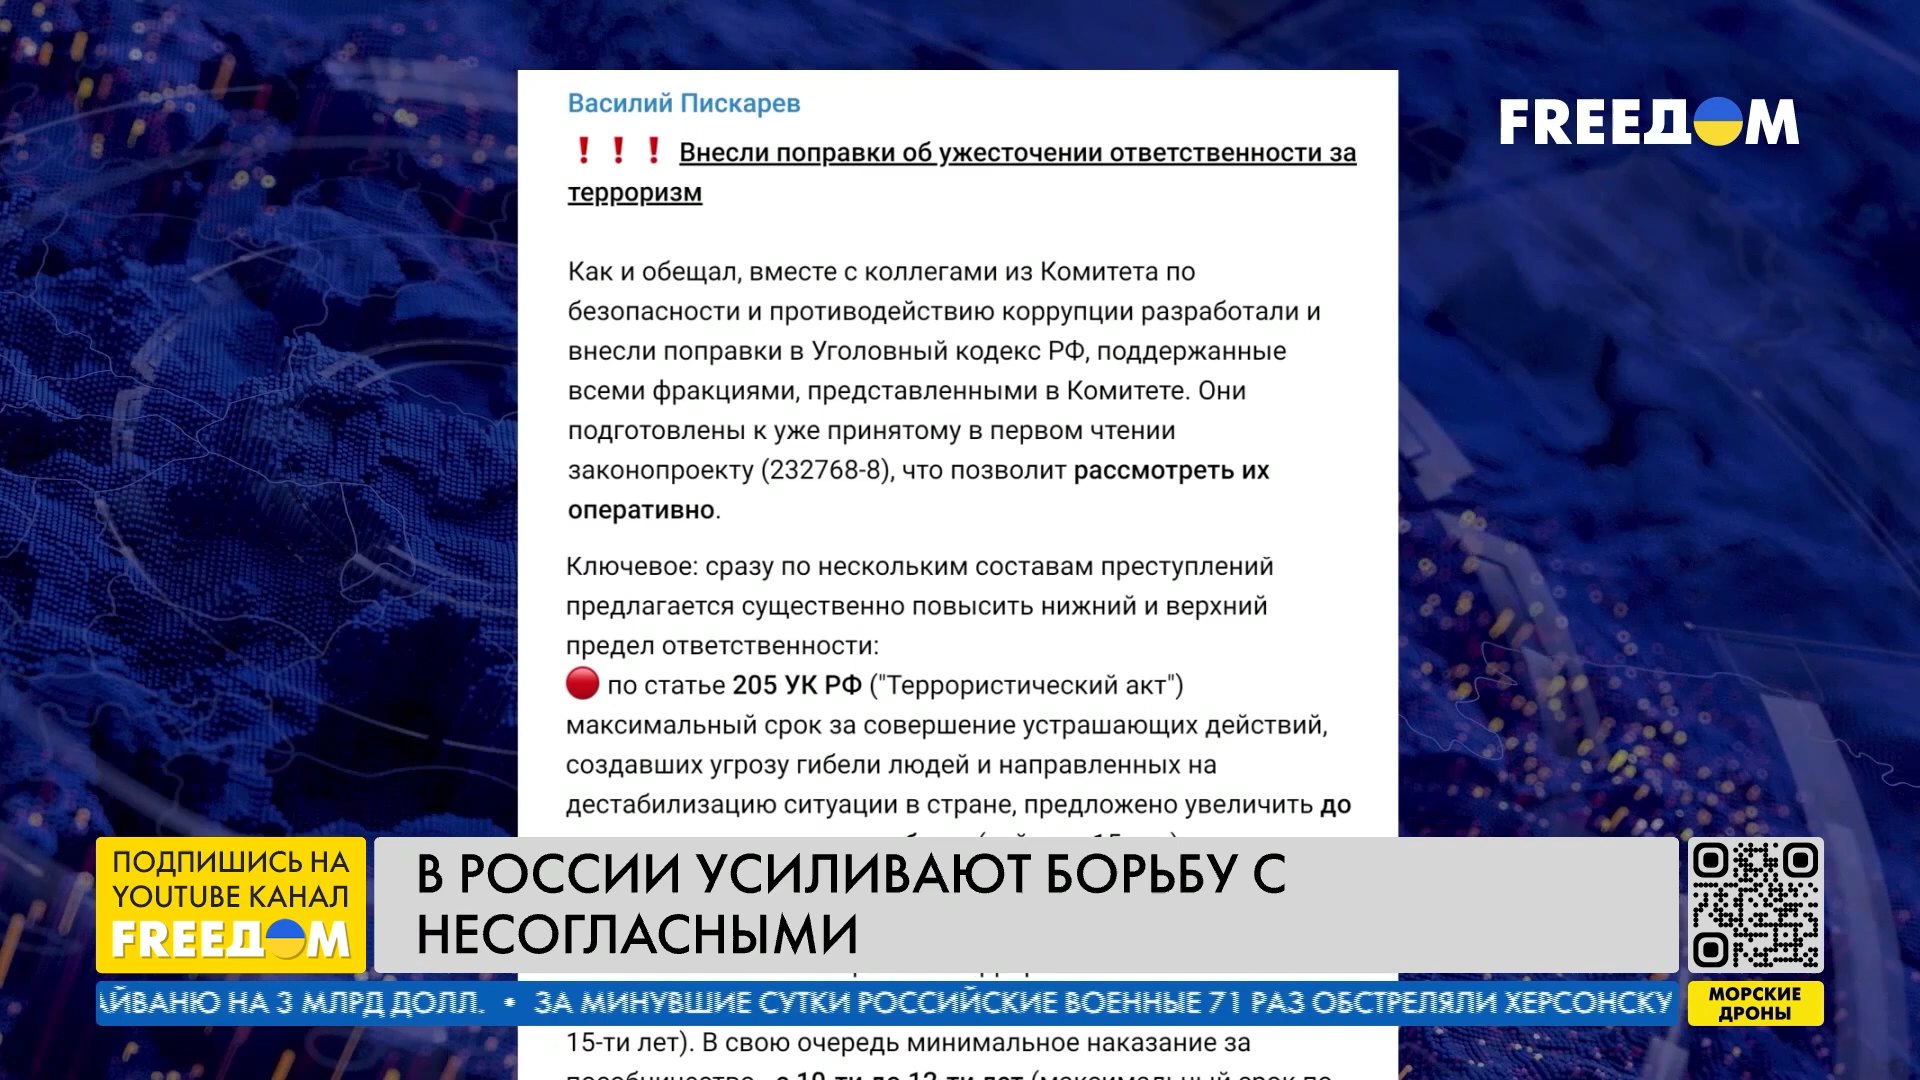 Василий Пискарев
FREEДОМ
❗❗❗ Внесли поправки об ужесточении ответственности за
терроризм
Как и обещал, вместе с коллегами из Комитета по
безопасности и противодействию коррупции разработали и
внесли поправки в Уголовный кодекс РФ, поддержанные
всеми фракциями, представленными в Комитете. Они
подготовлены к уже принятому в первом чтении
законопроекту (232768-8), что позволит рассмотреть их
оперативно.
Ключевое: сразу по нескольким составам преступлений
предлагается существенно повысить нижний и верхний
предел ответственности:
🔴 по статье 205 УК РФ ("Террористический акт")
максимальный срок за совершение устрашающих действий,
создавших угрозу гибели людей и направленных на
дестабилизацию ситуации в стране, предложено увеличить до
ПОДПИШИСЬ НА
YOUTUBE КАНАЛ
FREEДОМ
В РОССИИ УСИЛИВАЮТ БОРЬБУ С
НЕСОГЛАСНЫМИ
АЙВАНЮ НА 3 МЛРД ДОЛЛ. • ЗА МИНУВШИЕ СУТКИ РОССИЙСКИЕ ВОЕННЫЕ 71 РАЗ ОБСТРЕЛЯЛИ ХЕРСОНСКУ
МОРСКИЕ
ДРОНЫ
15-ти лет). В свою очередь минимальное наказание за